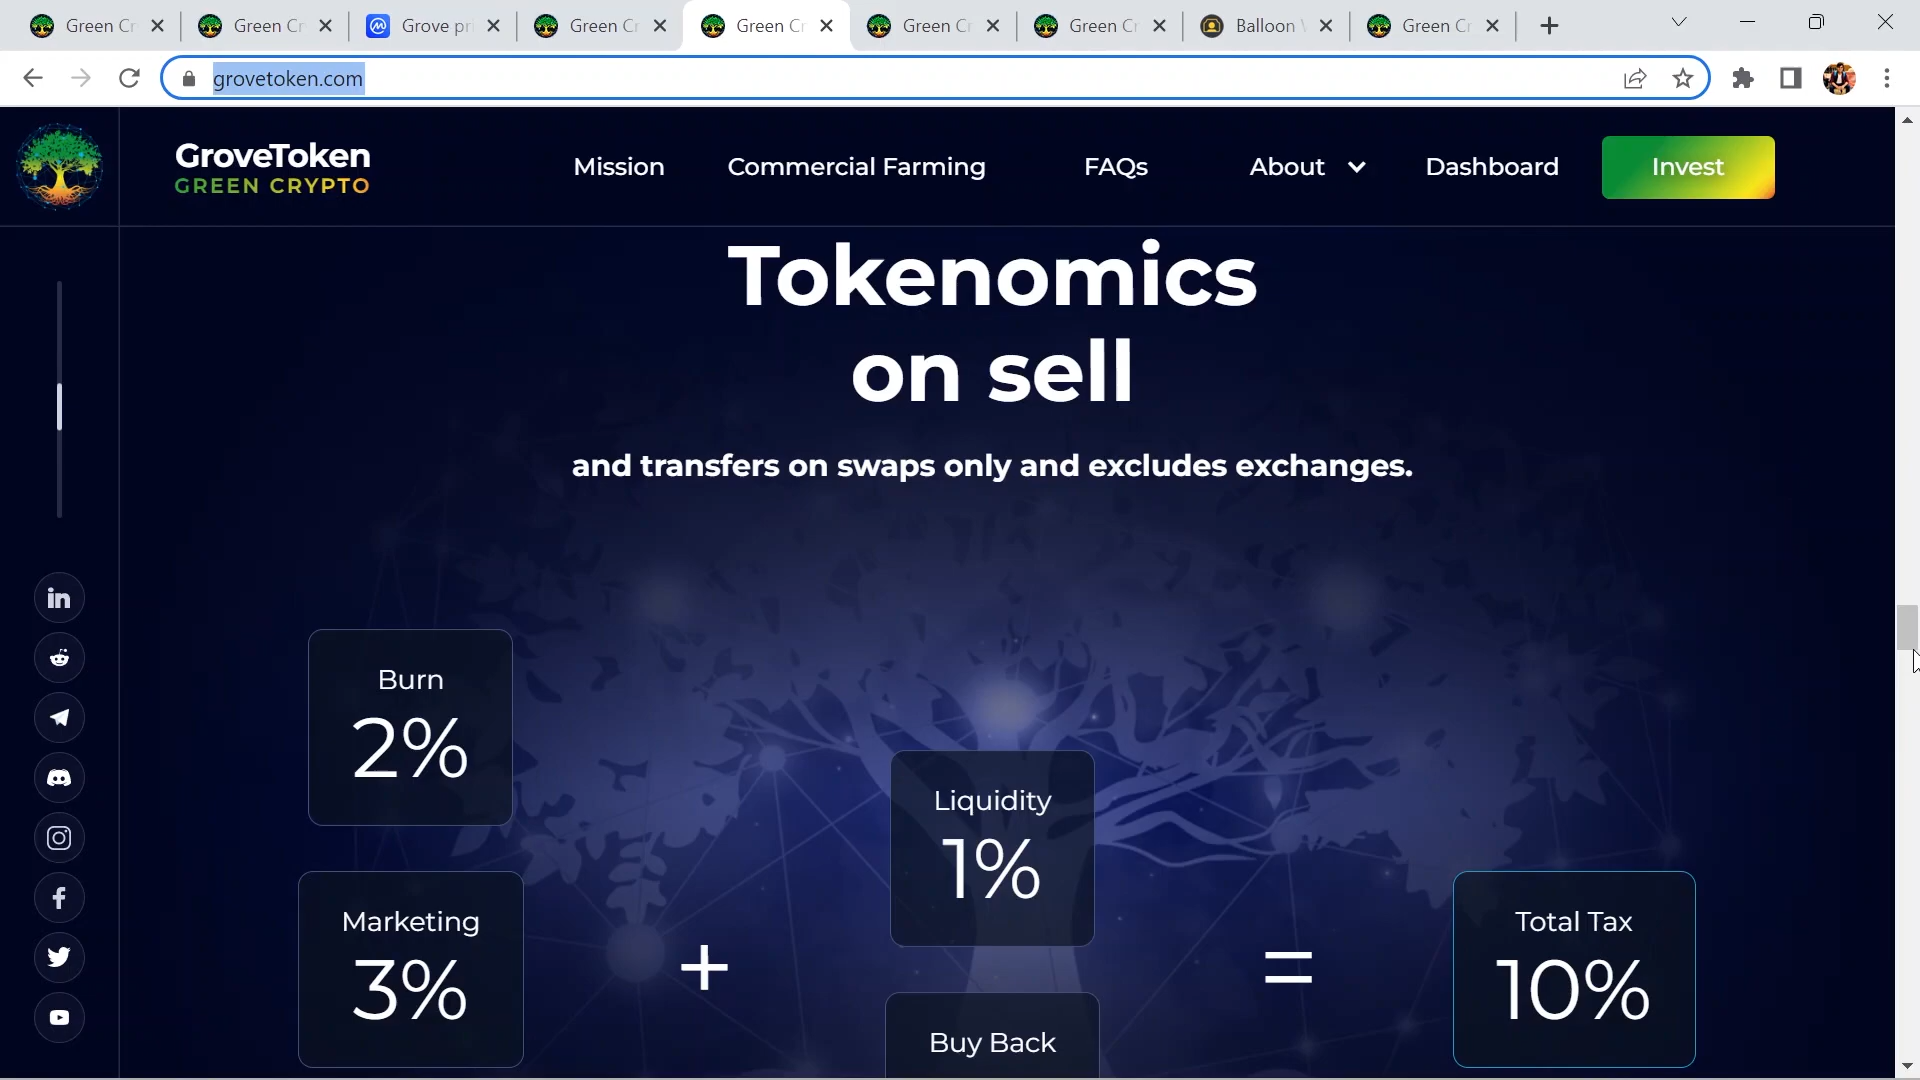 Green Cr
Green Cr
Grove pri
Green Cr
Green Cr
Green Cr
Green Cr
Balloon
Green Cr
grovetoken.com
GroveToken
GREEN CRYPTO
Mission
Commercial Farming
FAQs
About
Dashboard
Invest
Tokenomics
on sell
and transfers on swaps only and excludes exchanges.
Burn
2%
Liquidity
1%
Marketing
3%
+
=
Total Tax
10%
Buy Back